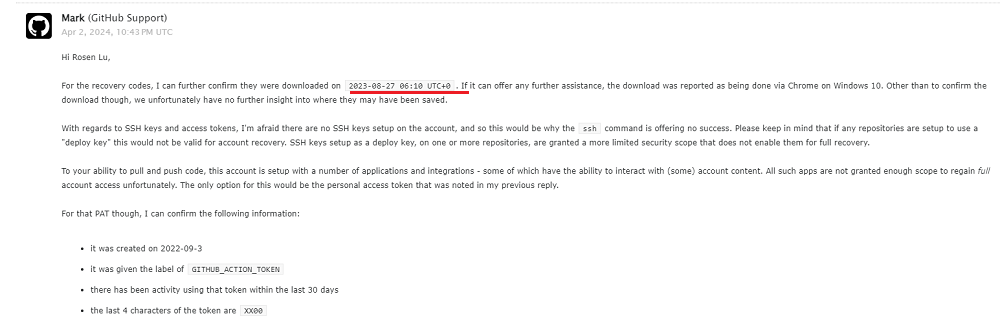 Mark (GitHub Support)
Apr 2, 2024, 10:43 PM UTC
Hi Rosen Lu,
For the recovery codes, I can further confirm they were downloaded on 2023-08-27 06:10 UTC+0 . If it can offer any further assistance, the download was reported as being done via Chrome on Windows 10. Other than to confirm the
download though, we unfortunately have no further insight into where they may have been saved.
With regards to SSH keys and access tokens, I'm afraid there are no SSH keys setup on the account, and so this would be why the ssh command is offering no success. Please keep in mind that if any repositories are setup to use a
"deploy key" this would not be valid for account recovery. SSH keys setup as a deploy key, on one or more repositories, are granted a more limited security scope that does not enable them for full recovery.
To your ability to pull and push code, this account is setup with a number of applications and integrations - some of which have the ability to interact with (some) account content. All such apps are not granted enough scope to regain full
account access unfortunately. The only option for this would be the personal access token that was noted in my previous reply.
For that PAT though, I can confirm the following information:
▪ it was created on 2022-09-3
▪ it was given the label of GITHUB_ACTION_TOKEN
▪ there has been activity using that token within the last 30 days
▪ the last 4 characters of the token are XX00